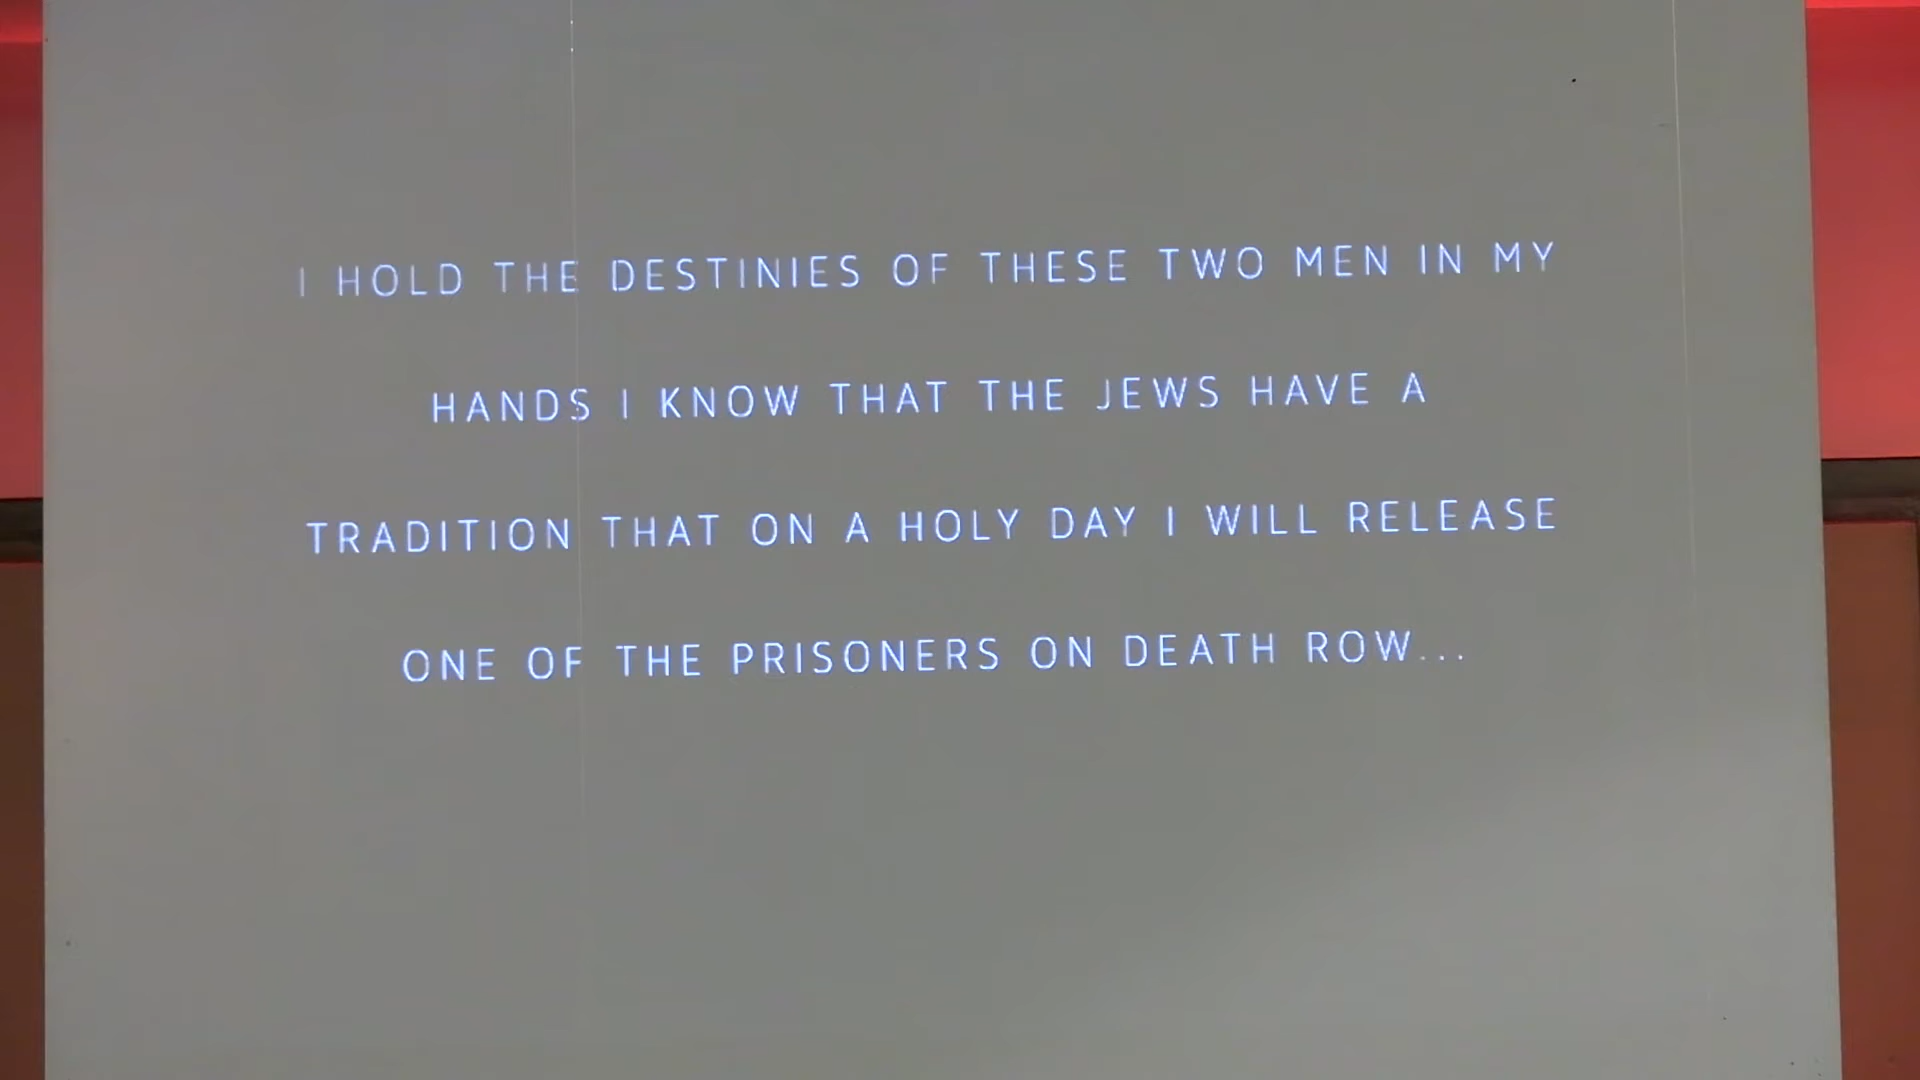 I HOLD THE DESTINIES OF THESE TWO MEN IN MY
HANDS I KNOW THAT THE JEWS HAVE A
TRADITION THAT ON A HOLY DAY I WILL RELEASE
ONE OF THE PRISONERS ON DEATH ROW...